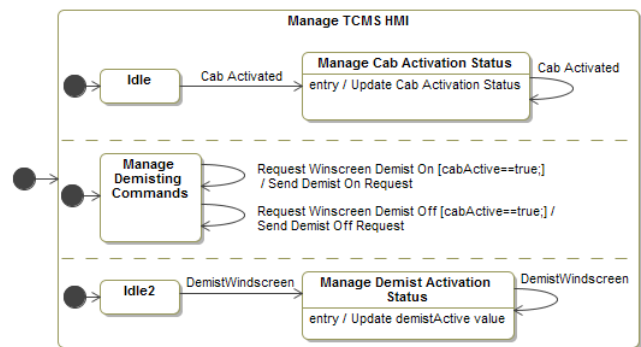 Manage TCMS HMI
Idle
Cab Activated
Manage Cab Activation Status
entry / Update Cab Activation Status
Cab Activated
Manage
Demisting
Commands
Request Winscreen Demist On [cabActive==true;]
/ Send Demist On Request
Request Winscreen Demist Off [cabActive==true;] /
Send Demist Off Request
Idle2
DemistWindscreen
Manage Demist Activation
Status
entry / Update demistActive value
DemistWindscreen